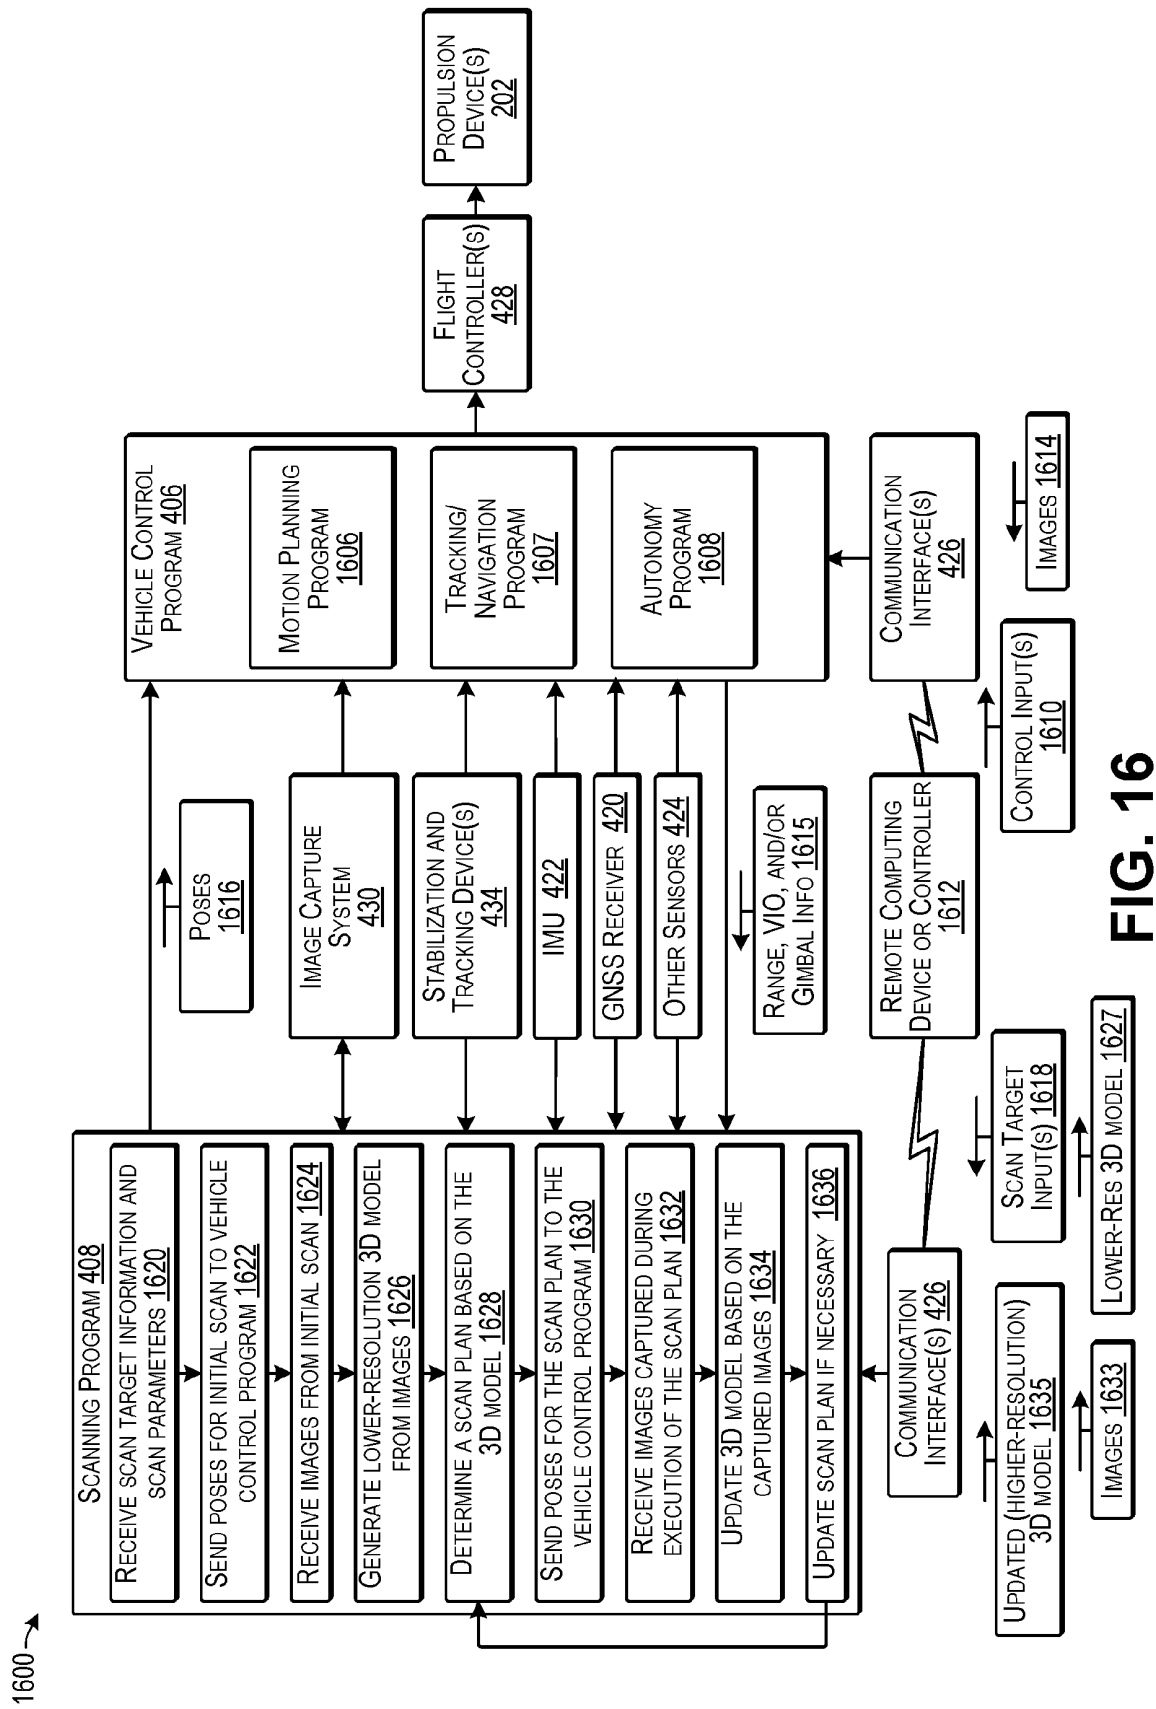 1600
SCANNING PROGRAM 408
RECEIVE SCAN TARGET INFORMATION AND
SCAN PARAMETERS 1620
SEND POSES FOR INITIAL SCAN TO VEHICLE
CONTROL PROGRAM 1622
RECEIVE IMAGES FROM INITIAL SCAN 1624
GENERATE LOWER-RESOLUTION 3D MODEL
FROM IMAGES 1626
DETERMINE A SCAN PLAN BASED ON THE
3D MODEL 1628
SEND POSES FOR THE SCAN PLAN TO THE
VEHICLE CONTROL PROGRAM 1630
RECEIVE IMAGES CAPTURED DURING
EXECUTION OF THE SCAN PLAN 1632
UPDATE 3D MODEL BASED ON THE
CAPTURED IMAGES 1634
UPDATE SCAN PLAN IF NECESSARY 1636
COMMUNICATION
INTERFACE(S) 426
UPDATED (HIGHER-RESOLUTION)
3D MODEL 1635
IMAGES 1633
SCAN TARGET
INPUT(S) 1618
LOWER-RES 3D MODEL 1627
POSES
1616
IMAGE CAPTURE
SYSTEM
430
STABILIZATION AND
TRACKING DEVICE(S)
434
IMU 422
GNSS RECEIVER 420
OTHER SENSORS 424
RANGE, VIO, AND/OR
GIMBAL INFO 1615
REMOTE COMPUTING
DEVICE OR CONTROLLER
1612
CONTROL INPUT(S)
1610
VEHICLE CONTROL
PROGRAM 406
MOTION PLANNING
PROGRAM
1606
TRACKING/
NAVIGATION
PROGRAM
1607
AUTONOMY
PROGRAM
1608
COMMUNICATION
INTERFACE(S)
426
IMAGES 1614
FLIGHT
CONTROLLER(S)
428
PROPULSION
DEVICE(S)
202
FIG. 16